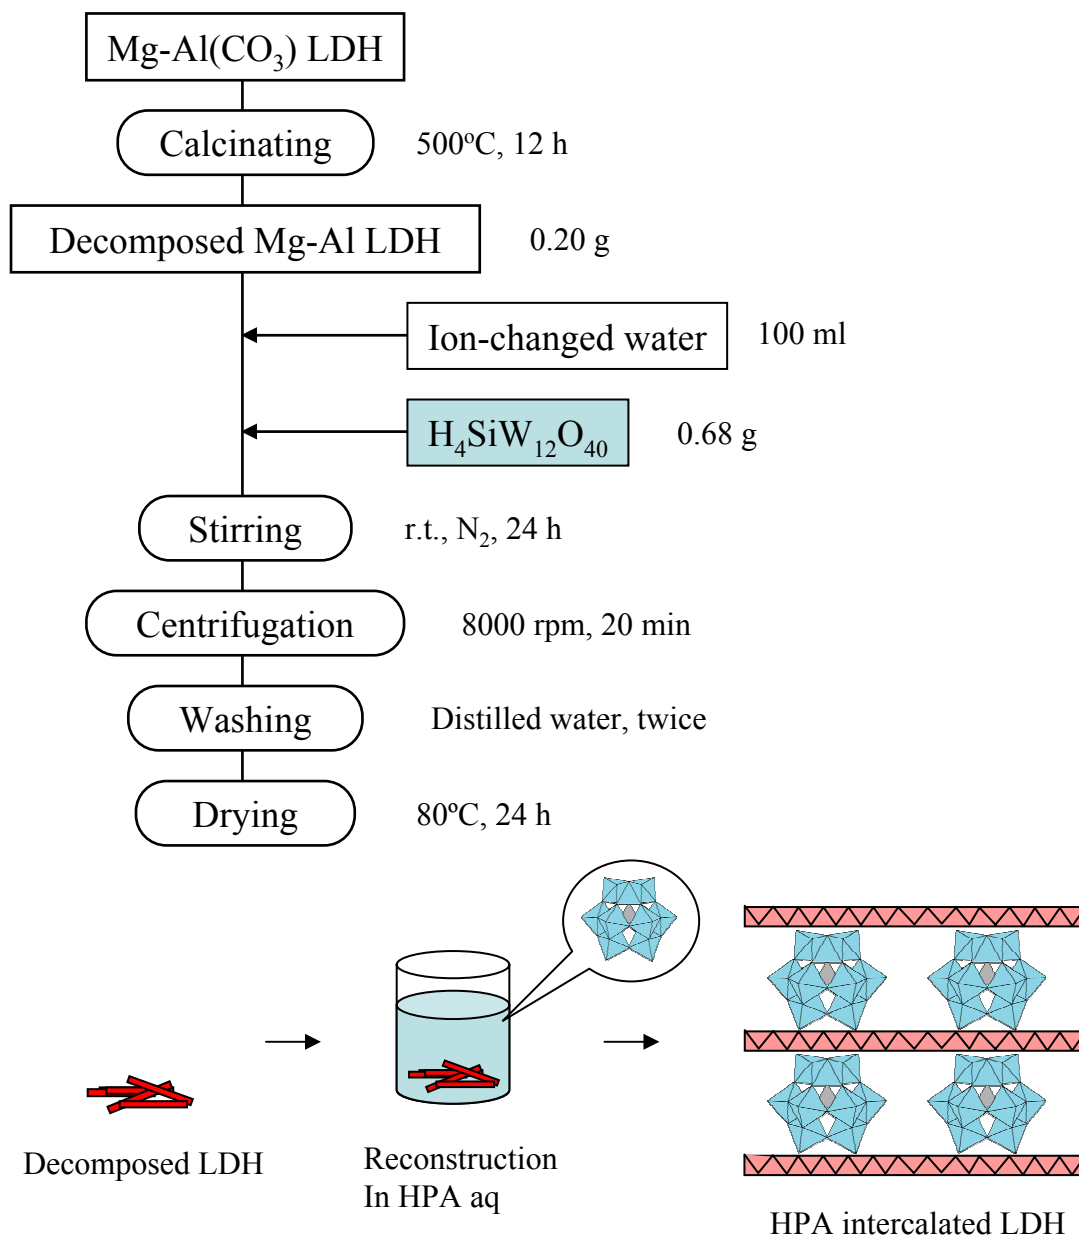 Mg-Al(CO₃) LDH
Calcinating
500ºC, 12 h
Decomposed Mg-Al LDH
0.20 g
Ion-changed water
100 ml
H₄SiW₁₂O₄₀
0.68 g
Stirring
r.t., N₂, 24 h
Centrifugation
8000 rpm, 20 min
Washing
Distilled water, twice
Drying
80ºC, 24 h
Decomposed LDH
Reconstruction
In HPA aq
HPA intercalated LDH